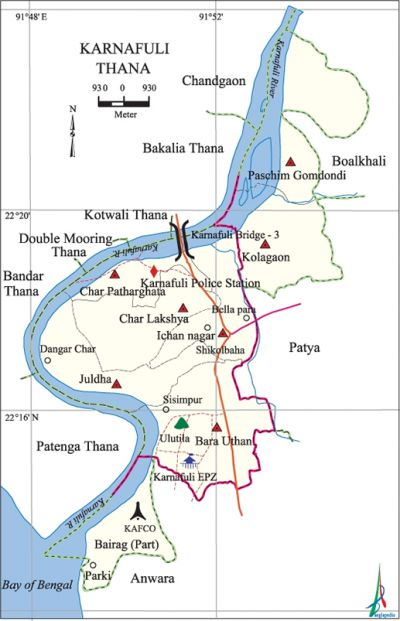 91°48' E
91°52'
KARNAFULI
THANA
930 0 930
Meter
N
Karnafuli River
Chandgaon
Bakalia Thana
Boalkhali
Paschim Gomdondi
22°20'
Kotwali Thana
Karnafuli R.
Karnafuli Bridge - 3
Double Mooring
Thana
Kolagaon
Bandar
Thana
Karnafuli Police Station
Char Patharghata
Bella para
Char Lakshya
Ichan nagar
Shikolbaha
Dangar Char
Patya
Juldha
Sisimpur
22°16' N
Ulutila
Bara Uthan
Patenga Thana
Karnafuli EPZ
Karnafuli R.
KAFCO
Bairag (Part)
Bay of Bengal
Parki
Anwara
Banglapedia